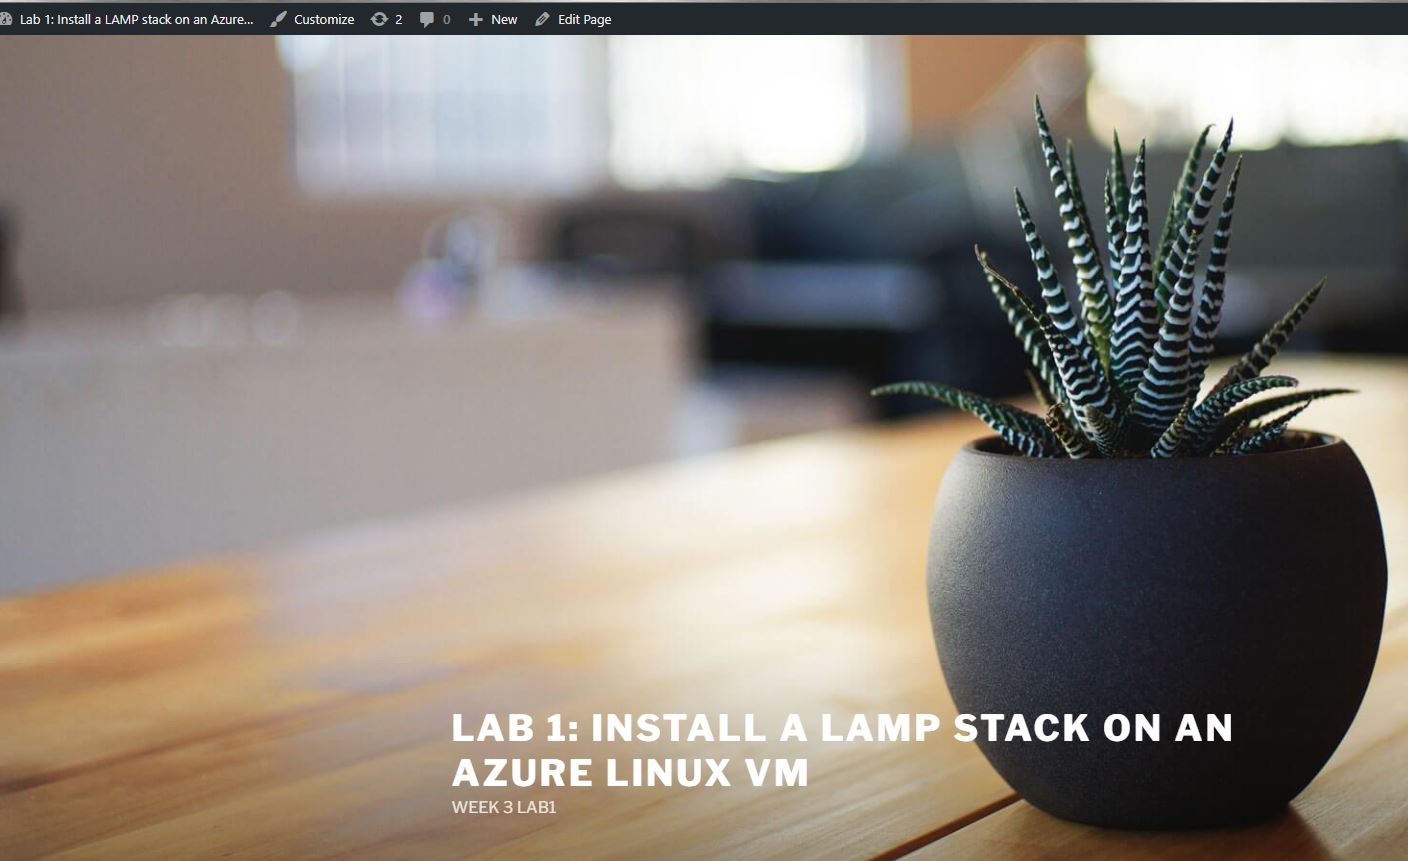 Lab 1: Install a LAMP stack on an Azure... Customize 2 0 New Edit Page
LAB 1: INSTALL A LAMP STACK ON AN
AZURE LINUX VM
WEEK 3 LAB1